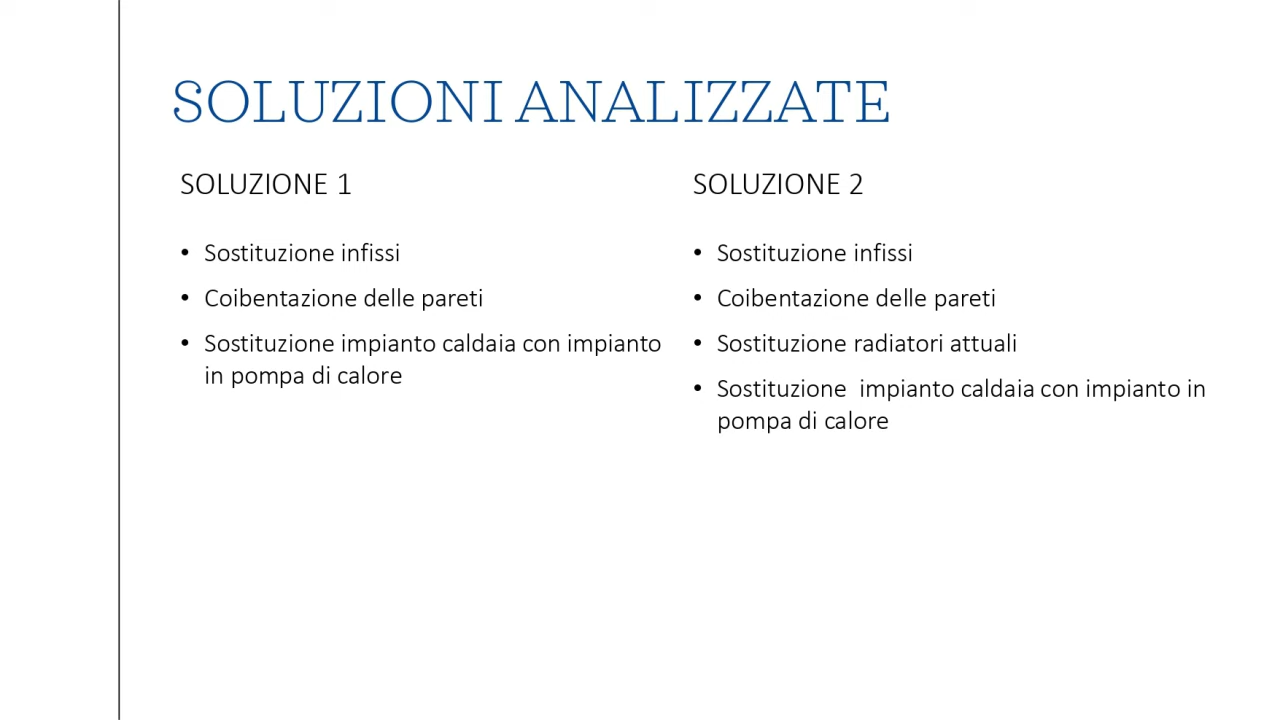 SOLUZIONI ANALIZZATE
SOLUZIONE 1
• Sostituzione infissi
• Coibentazione delle pareti
• Sostituzione impianto caldaia con impianto
in pompa di calore
SOLUZIONE 2
• Sostituzione infissi
• Coibentazione delle pareti
• Sostituzione radiatori attuali
• Sostituzione  impianto caldaia con impianto in
pompa di calore